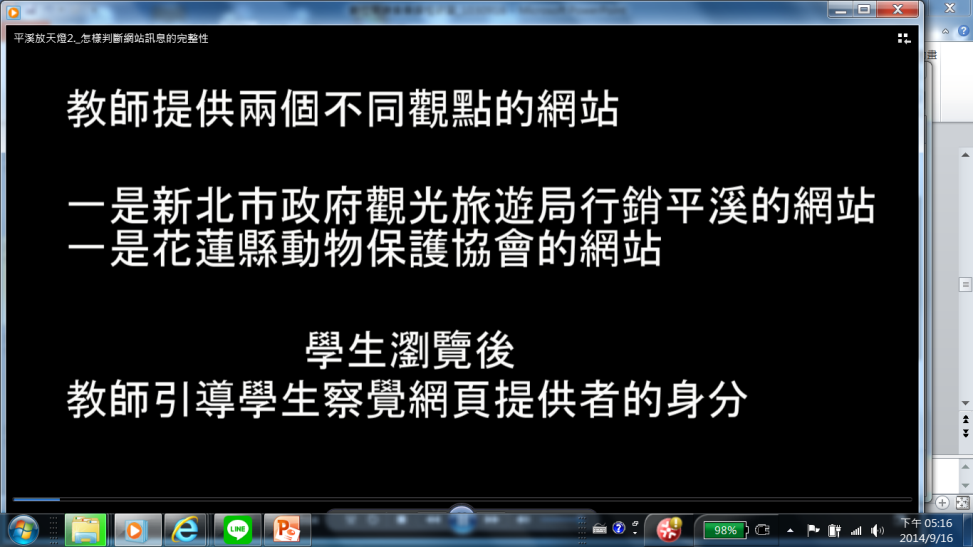 平溪放天燈2._怎樣判斷網站訊息的完整性
教師提供兩個不同觀點的網站
一是新北市政府觀光旅遊局行銷平溪的網站
一是花蓮縣動物保護協會的網站
學生瀏覽後
教師引導學生察覺網頁提供者的身分
LINE
98%
下午 05:16
2014/9/16